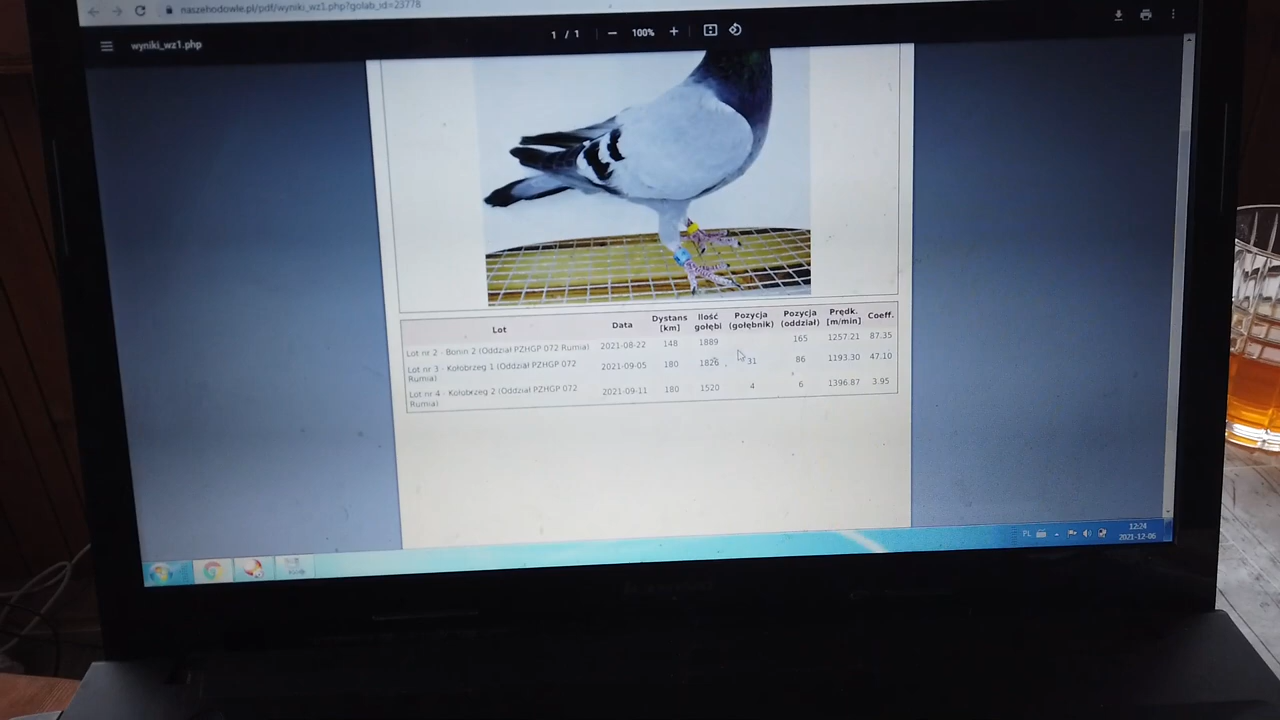 naszehodowle.pl/pdf/wyniki_wz1.php?golab_id=23778
wyniki_wz1.php
1 / 1
100%
Lot Data Dystans [km] Ilość gołębi Pozycja (gołębnik) Pozycja (oddział) Prędk. [m/min] Coeff.
Lot nr 2 - Bonin 2 (Oddział PZHGP 072 Rumia) 2021-08-22 148 1889 165 1257.21 87.35
Lot nr 3 - Kołobrzeg 1 (Oddział PZHGP 072 Rumia) 2021-09-05 180 1826 31 86 1193.30 47.10
Lot nr 4 - Kołobrzeg 2 (Oddział PZHGP 072 Rumia) 2021-09-11 180 1520 4 6 1396.87 3.95
PL
12:24
2021-12-06